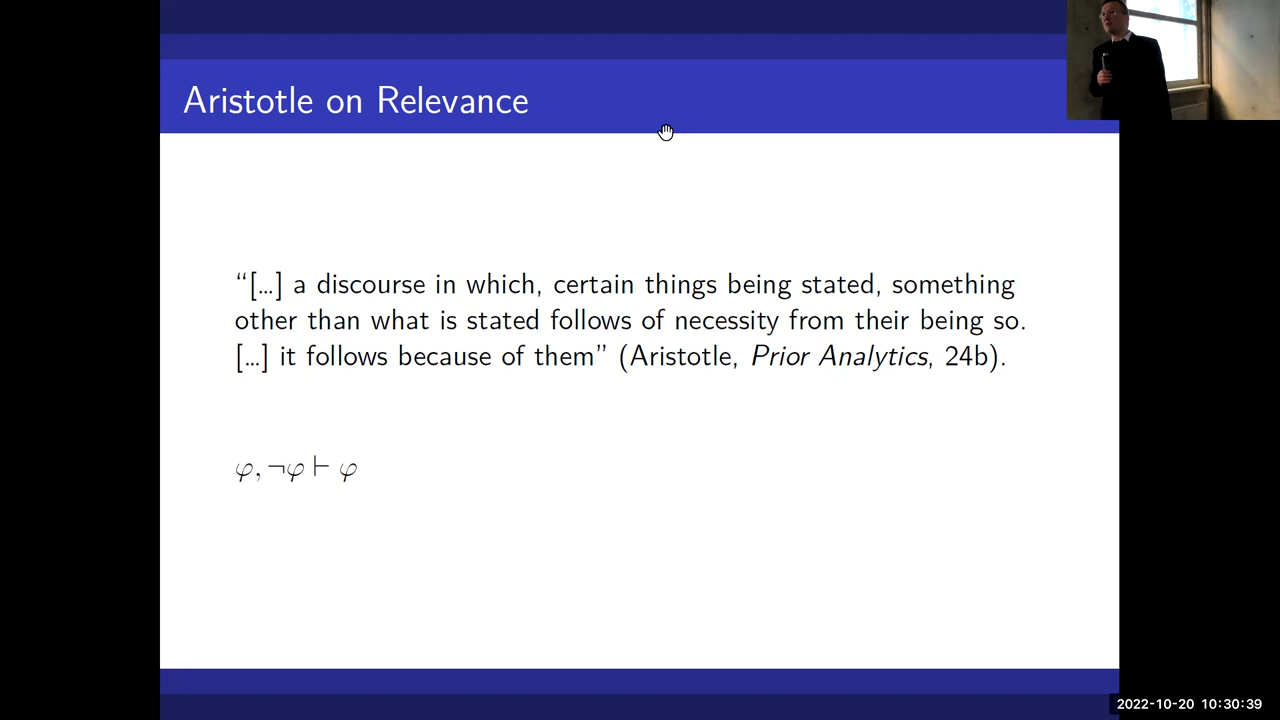 Aristotle on Relevance
“[...] a discourse in which, certain things being stated, something
other than what is stated follows of necessity from their being so.
[...] it follows because of them” (Aristotle, Prior Analytics, 24b).
φ, ¬φ ⊢ φ
2022-10-20 10:30:39